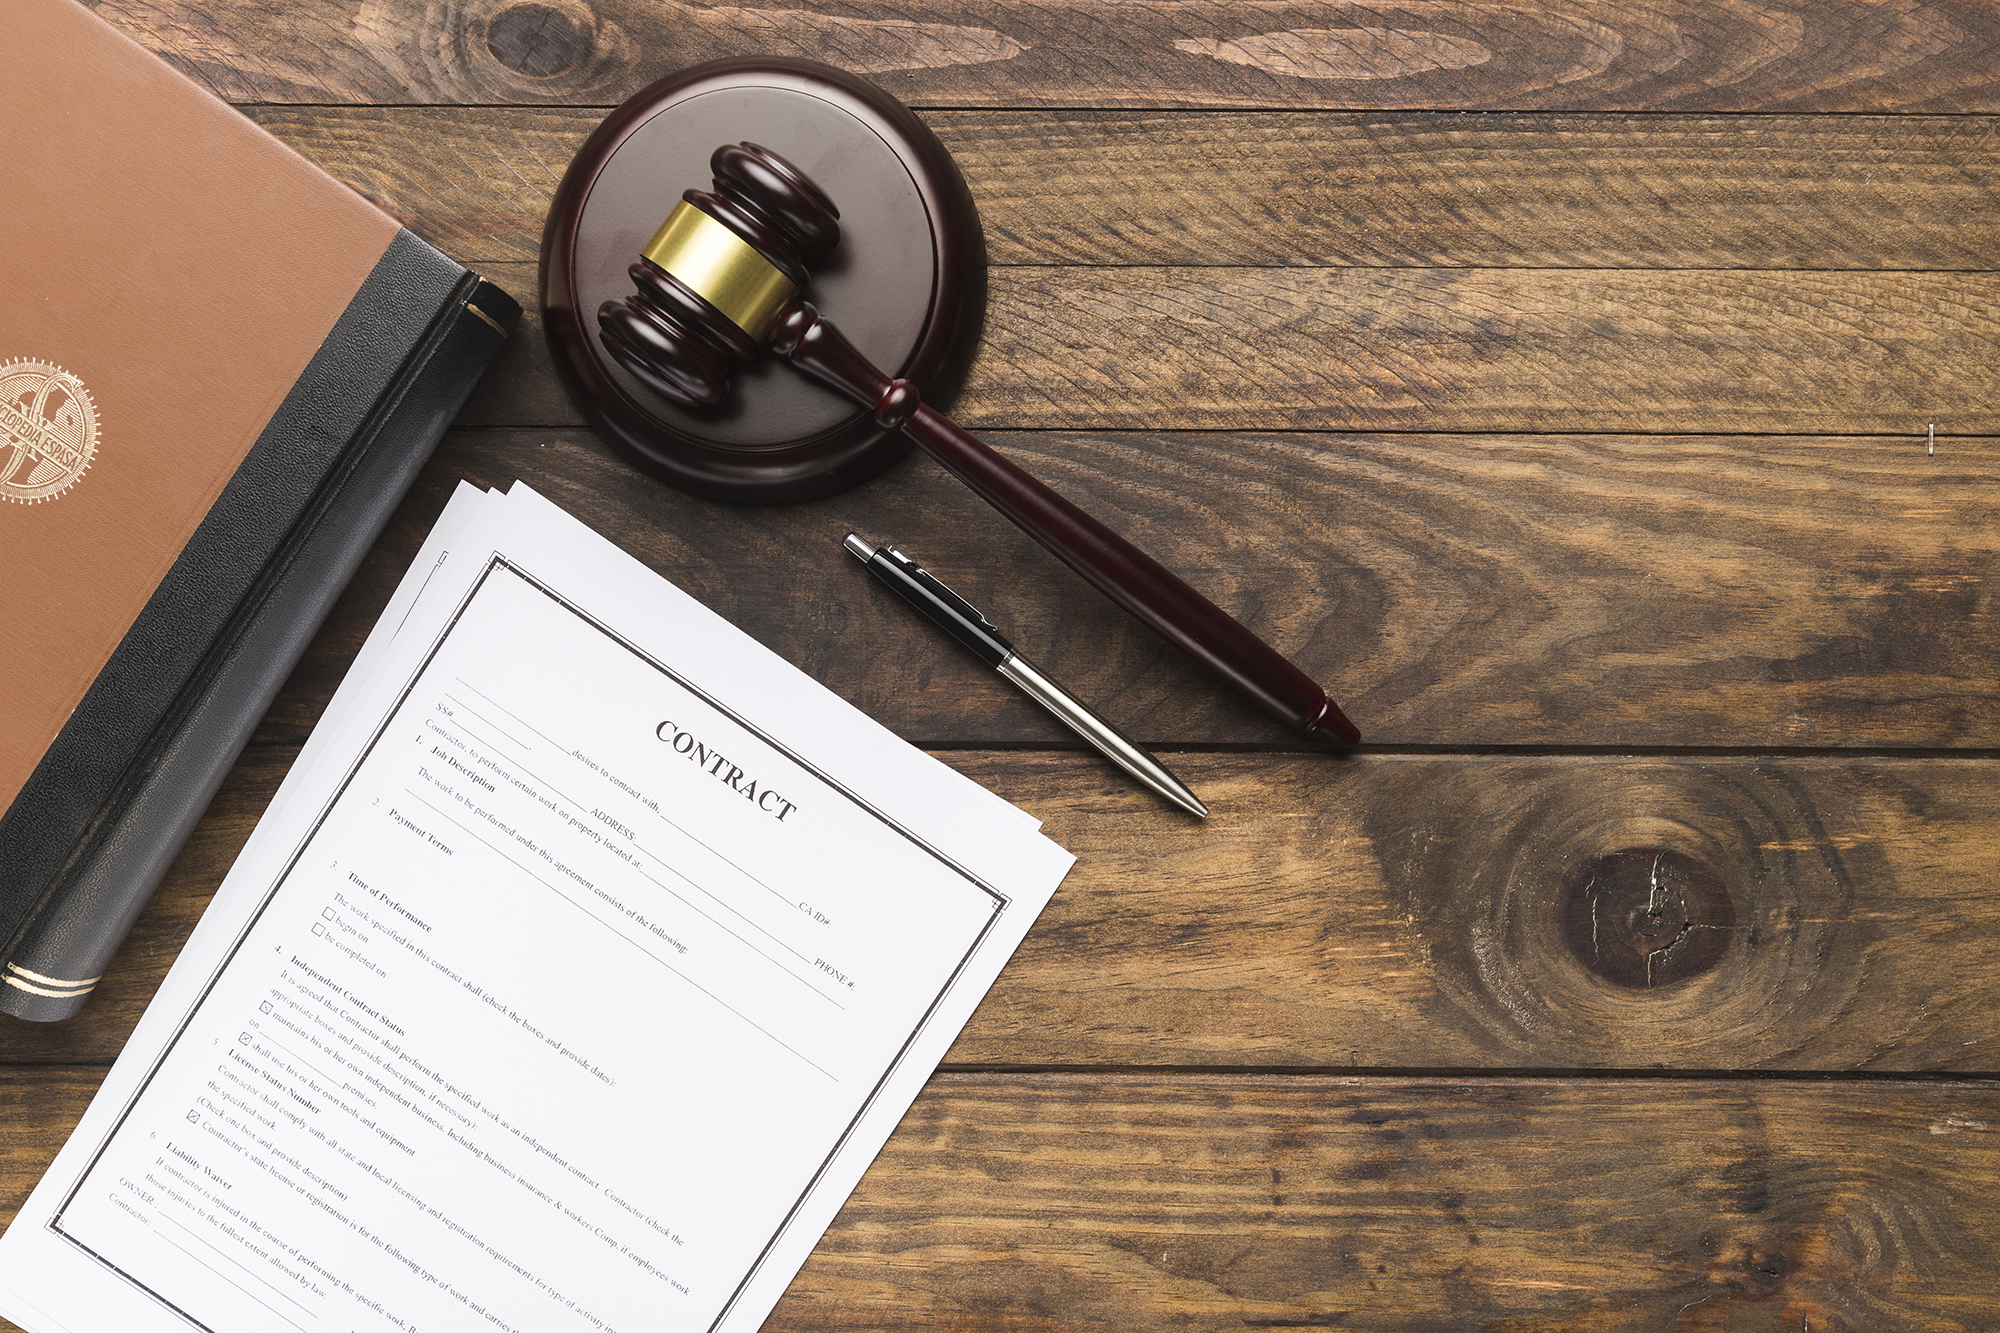 CLOPEDIA ESPASA
CONTRACT
desires to contract with,
SS# ADDRESS: CA ID#
Contractor, to perform certain work on property located at: PHONE #:
1. Job Description
The work to be performed under this agreement consists of the following:
2. Payment Terms
3. Time of Performance
The work specified in this contract shall (check the boxes and provide dates):
begin on
be completed on
4. Independent Contract Status
It is agreed that Contractor shall perform the specified work as an independent contract. Contractor (check the
appropriate boxes and provide description, if necessary):
maintains his or her own independent business. Including business insurance & workers Comp. if employees work
on premises.
shall use his or her own tools and equipment
5. License Status Number
Contractor shall comply with all state and local licensing and registration requirements for type of activity in
the specified work.
(Check one box and provide description)
Contractor's state license or registration is for the following type of work and carries
6. Liability Waiver
If contractor is injured in the course of performing the specific work,
those injuries to the fullest extent allowed by law.
OWNER:
Contractor: